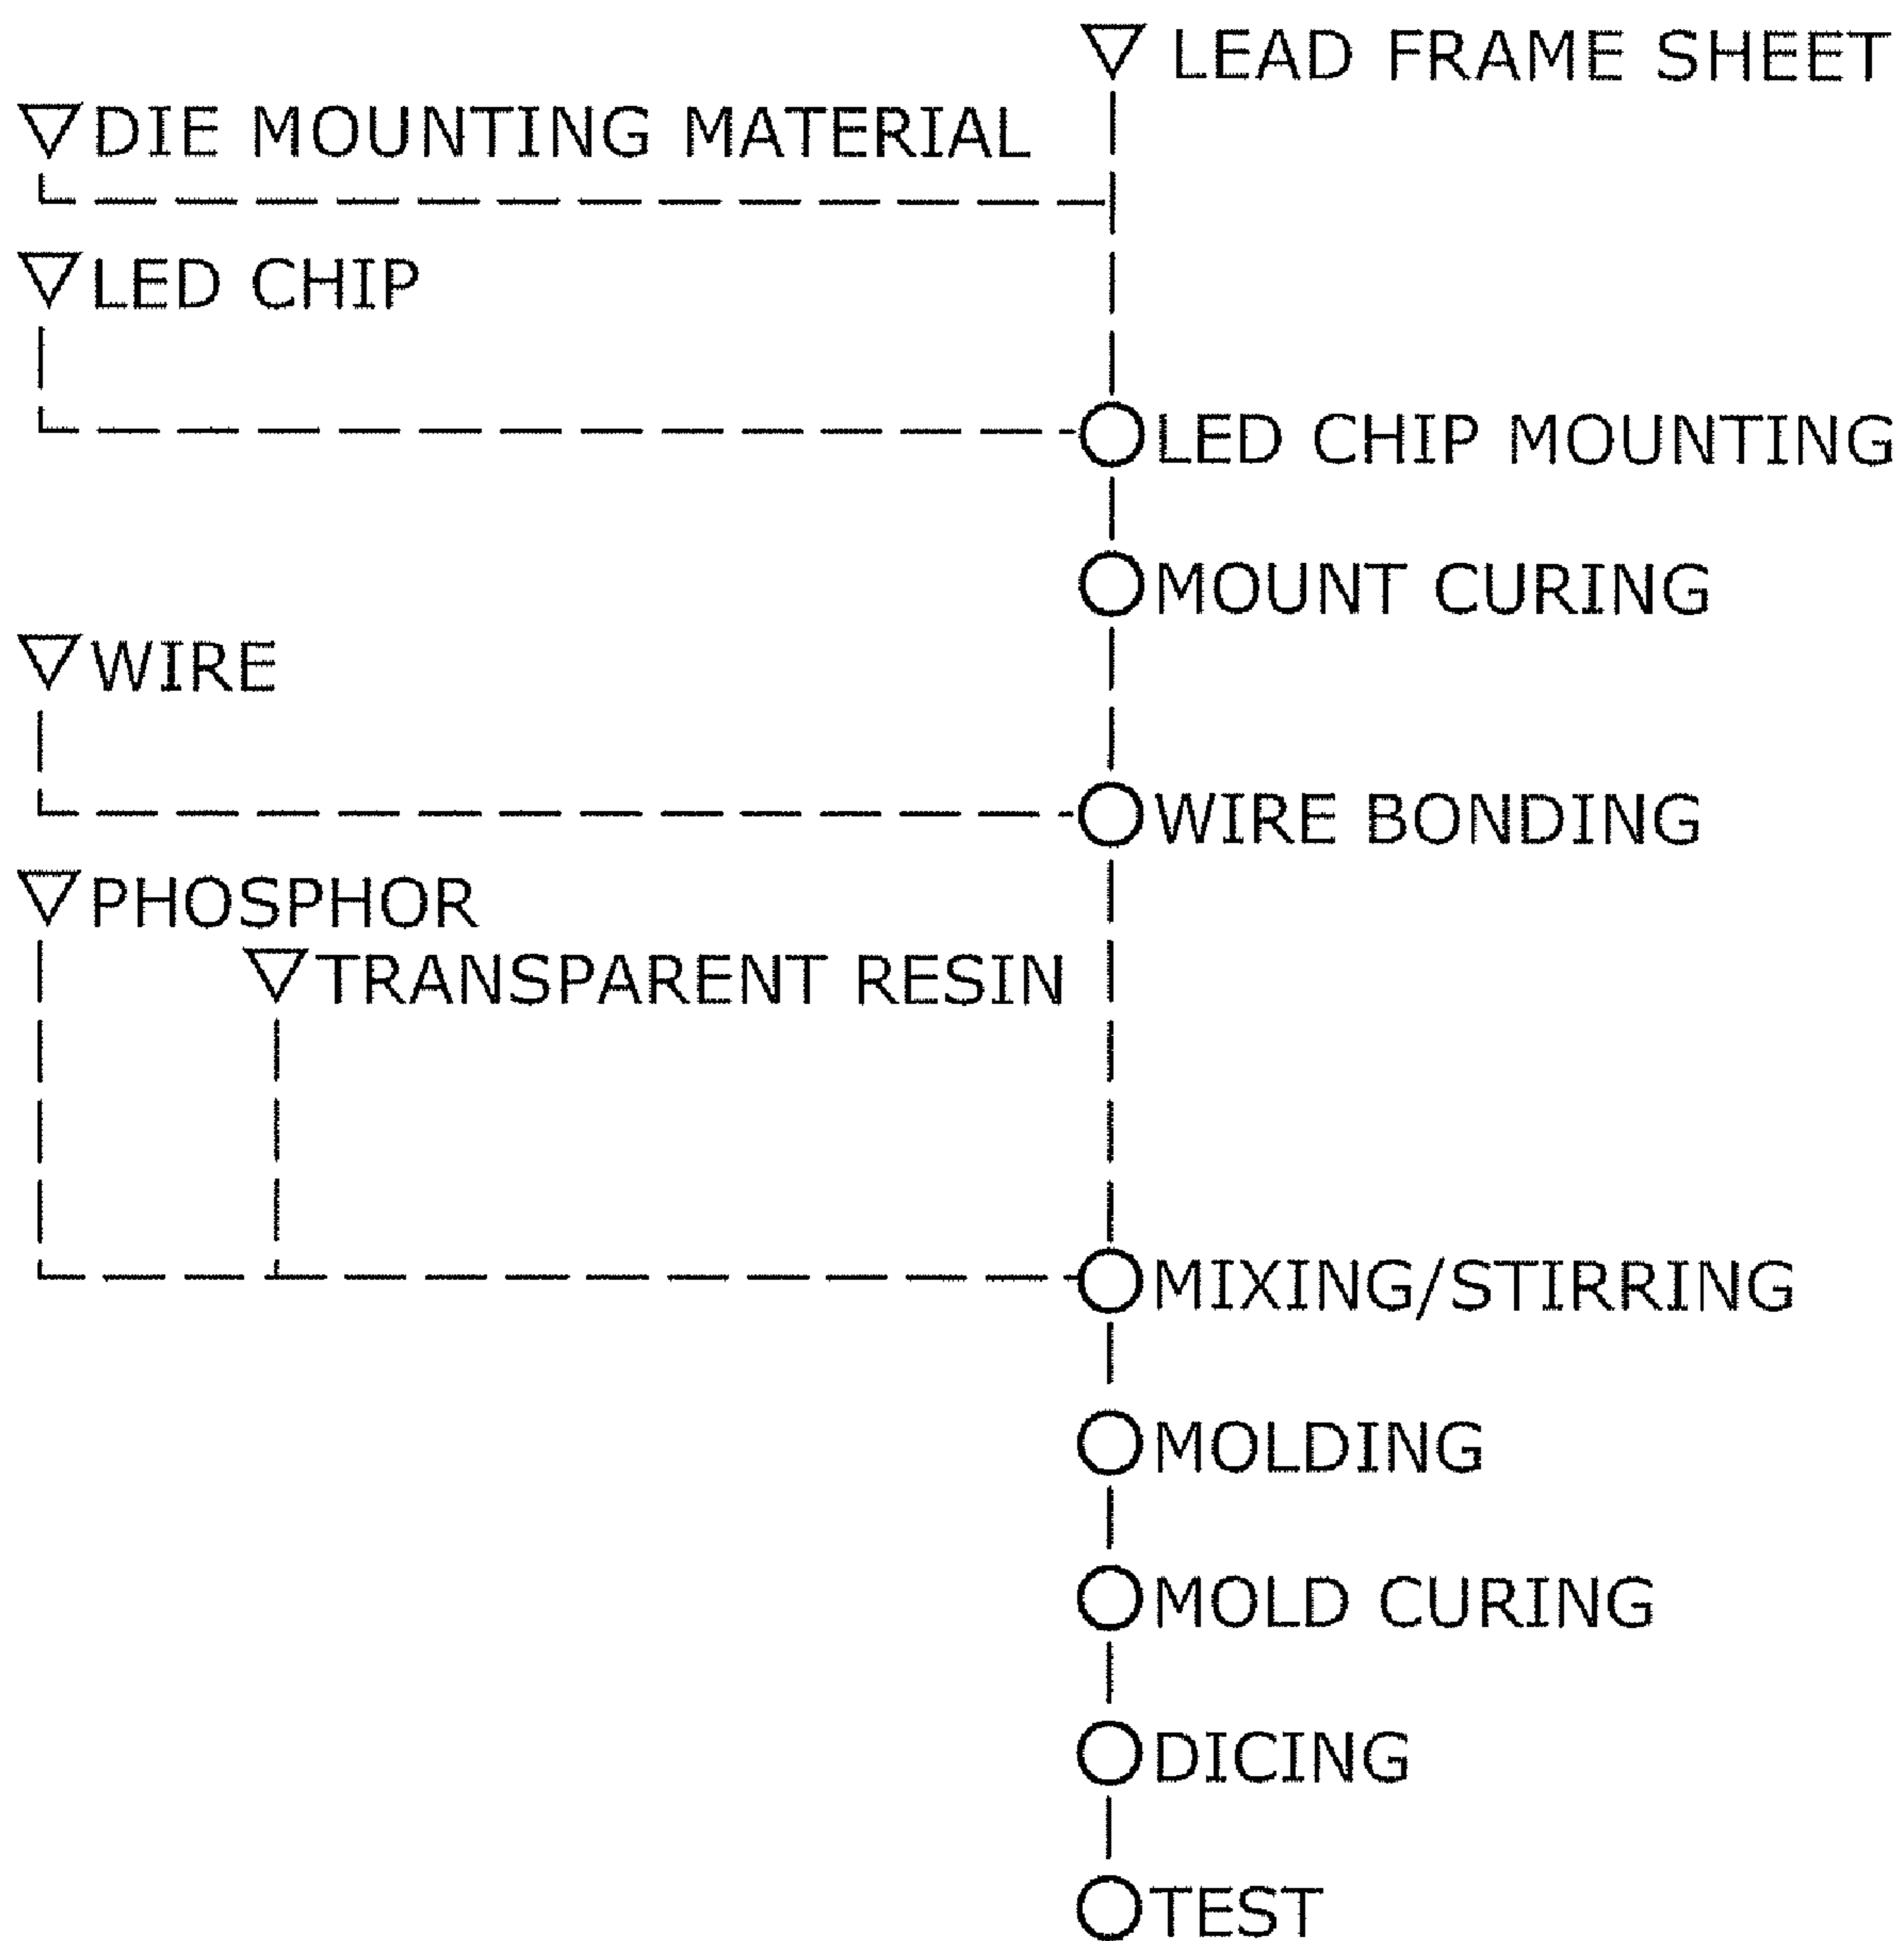 LEAD FRAME SHEET
DIE MOUNTING MATERIAL
LED CHIP
LED CHIP MOUNTING
MOUNT CURING
WIRE
WIRE BONDING
PHOSPHOR
TRANSPARENT RESIN
MIXING/STIRRING
MOLDING
MOLD CURING
DICING
TEST